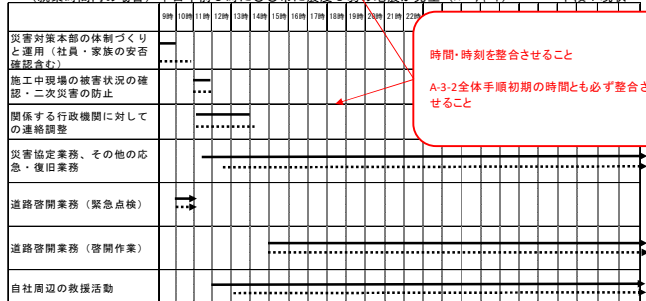 9時 10時 11時 12時 13時 14時 15時 16時 17時 18時 19時 20時 21時 22時
災害対策本部の体制づくり
と運用（社員・家族の安否
確認含む）
施工中現場の被害状況の確
認・二次災害の防止
関係する行政機関に対して
の連絡調整
災害協定業務、その他の応
急・復旧業務
道路啓開業務（緊急点検）
道路啓開業務（啓開作業）
自社周辺の救援活動
時間・時刻を整合させること
A-3-2全体手順初期の時間とも必ず整合さ
せること